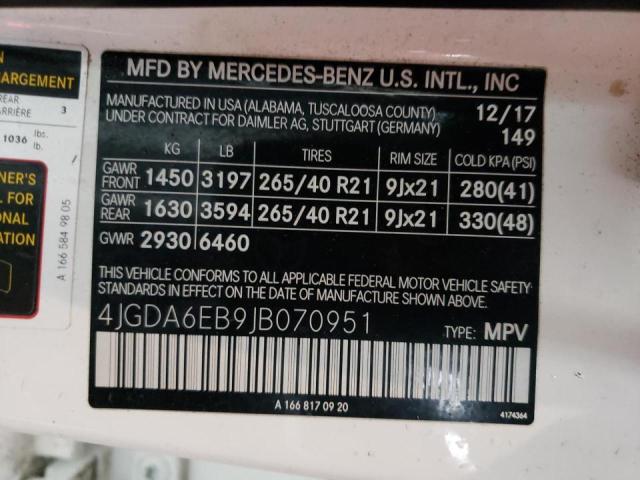 N
CARGEMENT
REAR
ARRIÈRE 3
1036 lbs.
lb.
NER'S
FOR
ONAL
ATION
A 166 584 98 05
MFD BY MERCEDES-BENZ U.S. INTL., INC
MANUFACTURED IN USA (ALABAMA, TUSCALOOSA COUNTY) 12/17
UNDER CONTRACT FOR DAIMLER AG, STUTTGART (GERMANY) 149
KG LB TIRES RIM SIZE COLD KPA(PSI)
GAWR FRONT 1450 3197 265/40 R21 9Jx21 280(41)
GAWR REAR 1630 3594 265/40 R21 9Jx21 330(48)
GVWR 2930 6460
THIS VEHICLE CONFORMS TO ALL APPLICABLE FEDERAL MOTOR VEHICLE SAFETY
STANDARDS IN EFFECT ON THE DATE OF MANUFACTURE SHOWN ABOVE.
4JGDA6EB9JB070951 TYPE: MPV
A 166 817 09 20
4174364